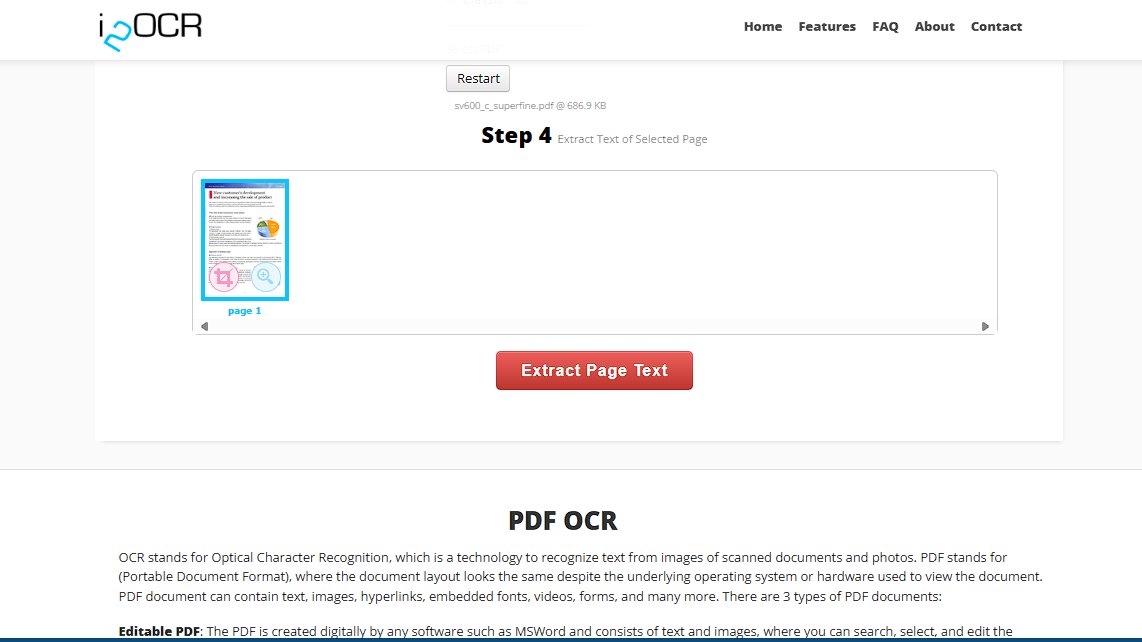 i2OCR
Home Features FAQ About Contact
Restart
sv600_c_superfine.pdf @ 686.9 KB
Step 4 Extract Text of Selected Page
New customer's development
and increasing the sale of product
page 1
Extract Page Text
PDF OCR
OCR stands for Optical Character Recognition, which is a technology to recognize text from images of scanned documents and photos. PDF stands for
(Portable Document Format), where the document layout looks the same despite the underlying operating system or hardware used to view the document.
PDF document can contain text, images, hyperlinks, embedded fonts, videos, forms, and many more. There are 3 types of PDF documents:
Editable PDF: The PDF is created digitally by any software such as MSWord and consists of text and images, where you can search, select, and edit the